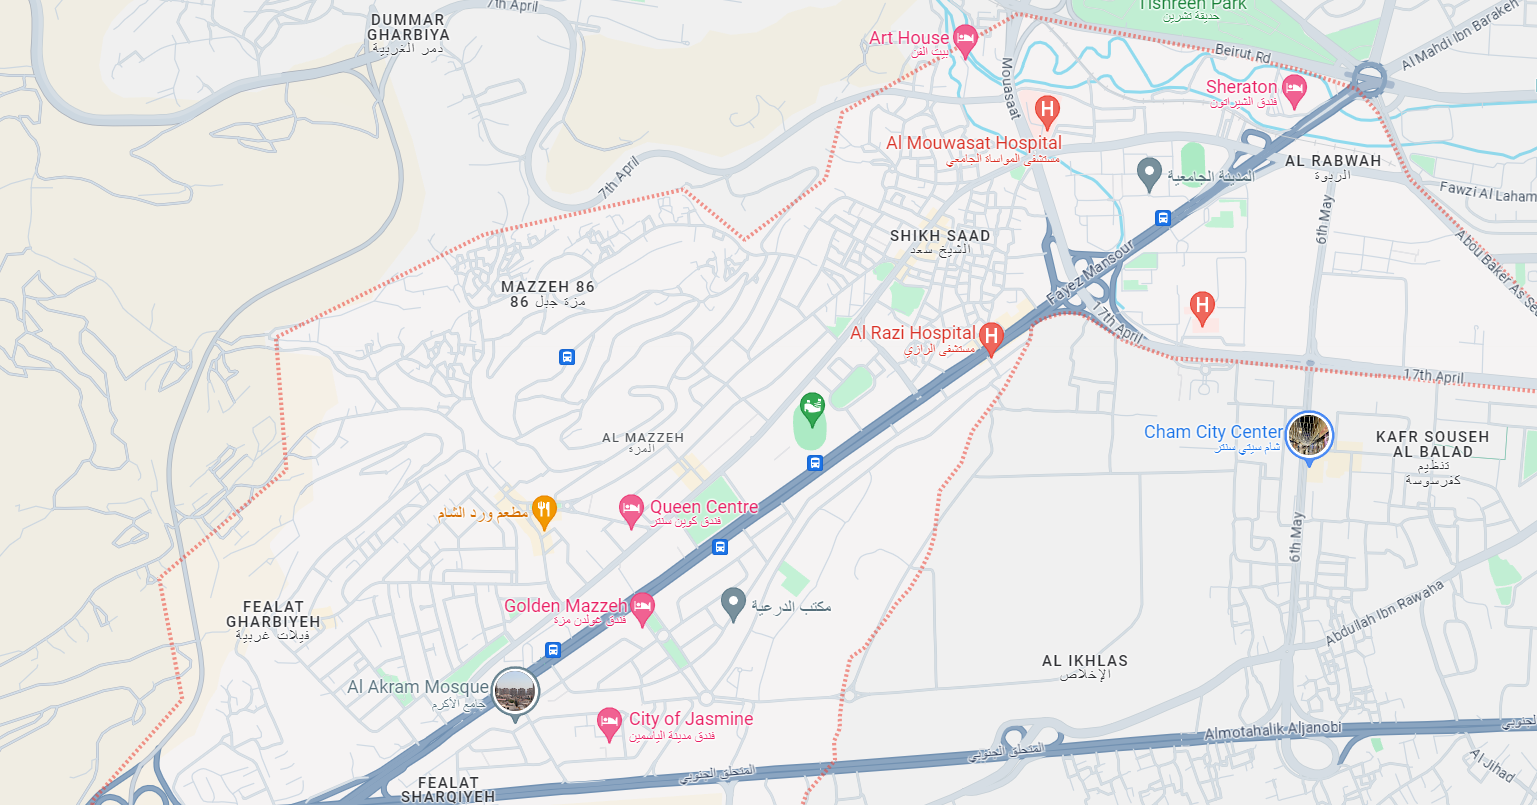 7th April
Tishreen Park
حديقة تشرين
DUMMAR
GHARBIYA
دمر الغربية
Art House
بيت الفن
Beirut Rd
Al Mahdi Ibn Barakeh
Mouasaat
Sheraton
فندق الشيراتون
Al Mouwasat Hospital
مستشفى المواساة الجامعي
AL RABWAH
الربوة
المدينة الجامعية
7th April
Fawzi Al Laham
6th May
SHIKH SAAD
الشيخ سعد
Abou Baker As Se
Fayez Mansour
MAZZEH 86
مزة جبل 86
17th April
Al Razi Hospital
مستشفى الرازي
17th April
Cham City Center
شام سيتي سنتر
KAFR SOUSEH
AL BALAD
تنظيم
كفرسوسة
AL MAZZEH
المزة
Queen Centre
فندق كوين سنتر
مطعم ورد الشام
6th May
Golden Mazzeh
فندق غولدن مزة
مكتب الدرعية
FEALAT
GHARBIYEH
فيلات غربية
Abdullah Ibn Rawaha
AL IKHLAS
الإخلاص
Al Akram Mosque
جامع الأكرم
City of Jasmine
فندق مدينة الياسمين
Almotahalik Aljanobi
المتحلق الجنوبي
المتحلق الجنوبي
Al Jihad
FEALAT
SHARQIYEH